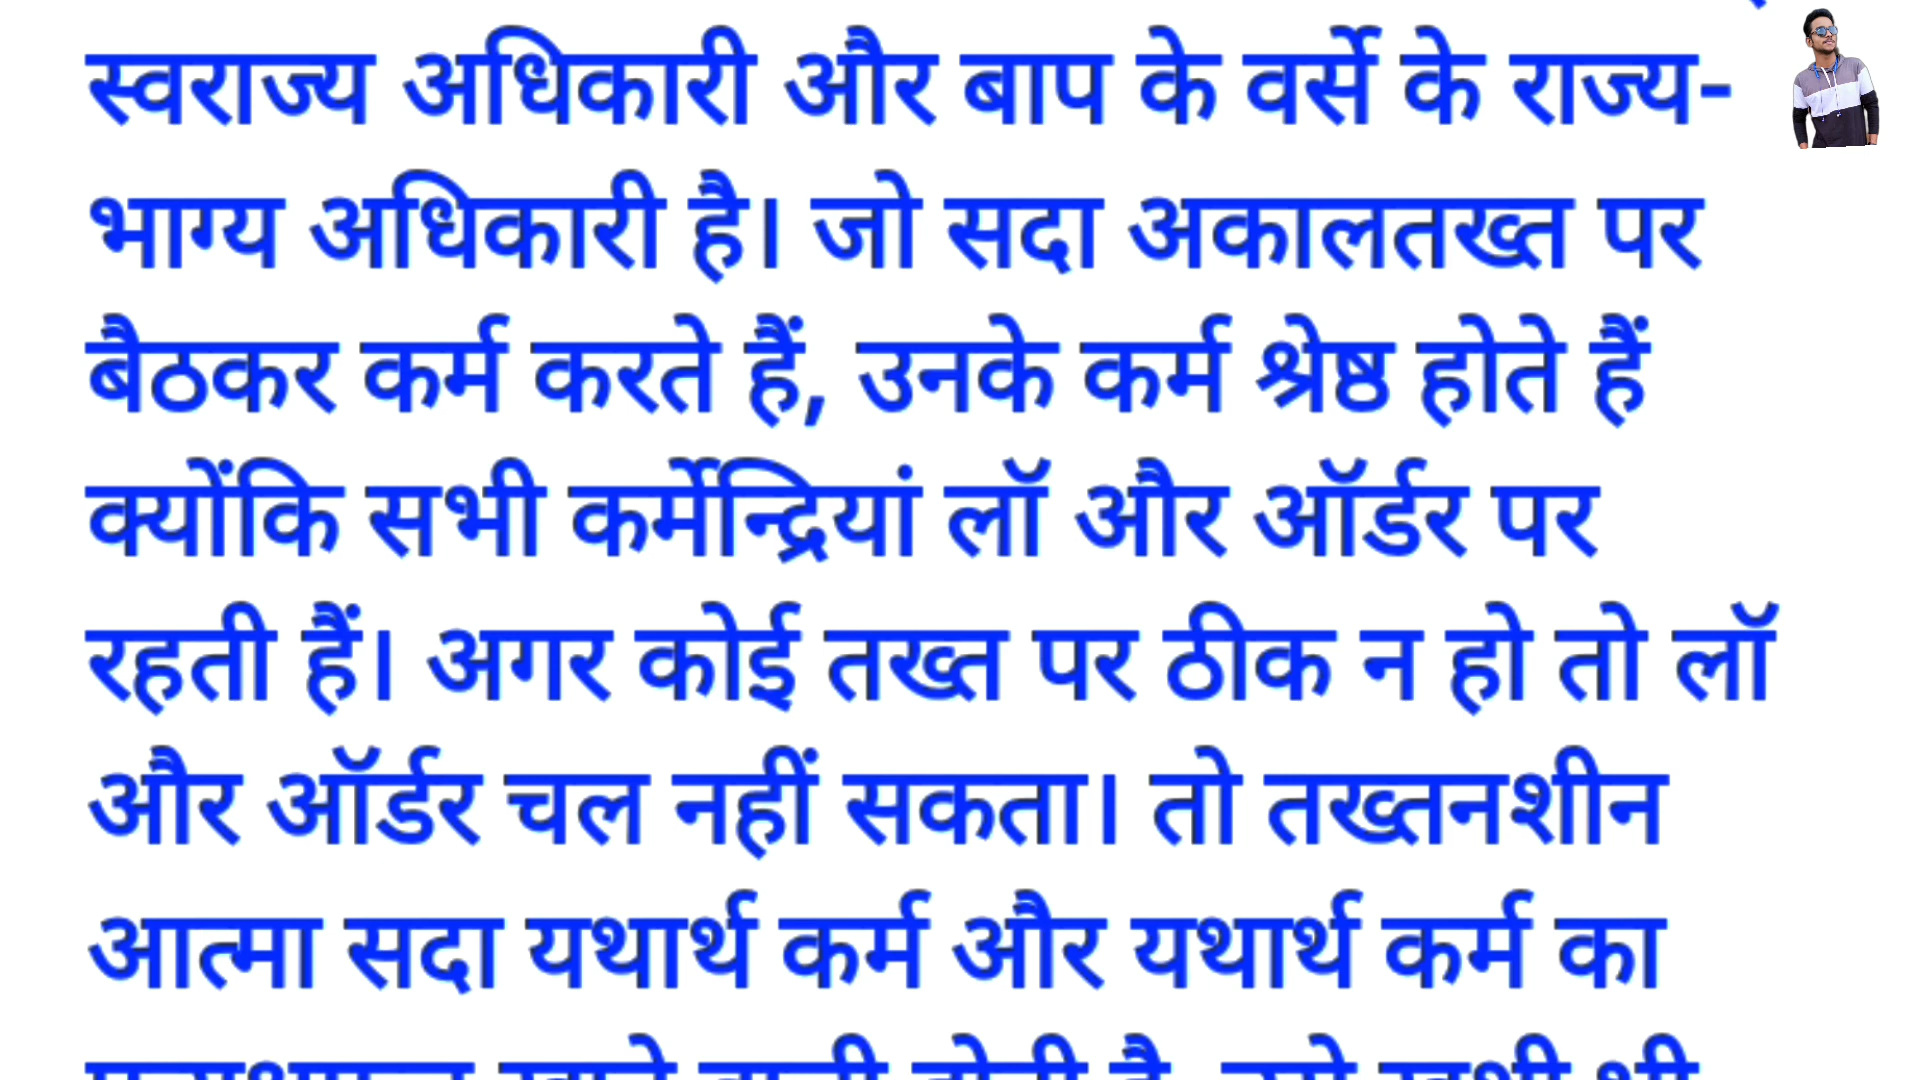 स्वराज्य अधिकारी और बाप के वर्से के राज्य-
भाग्य अधिकारी है। जो सदा अकालतख्त पर
बैठकर कर्म करते हैं, उनके कर्म श्रेष्ठ होते हैं
क्योंकि सभी कर्मेन्द्रियां लॉ और ऑर्डर पर
रहती हैं। अगर कोई तख्त पर ठीक न हो तो लॉ
और ऑर्डर चल नहीं सकता। तो तख्तनशीन
आत्मा सदा यथार्थ कर्म और यथार्थ कर्म का